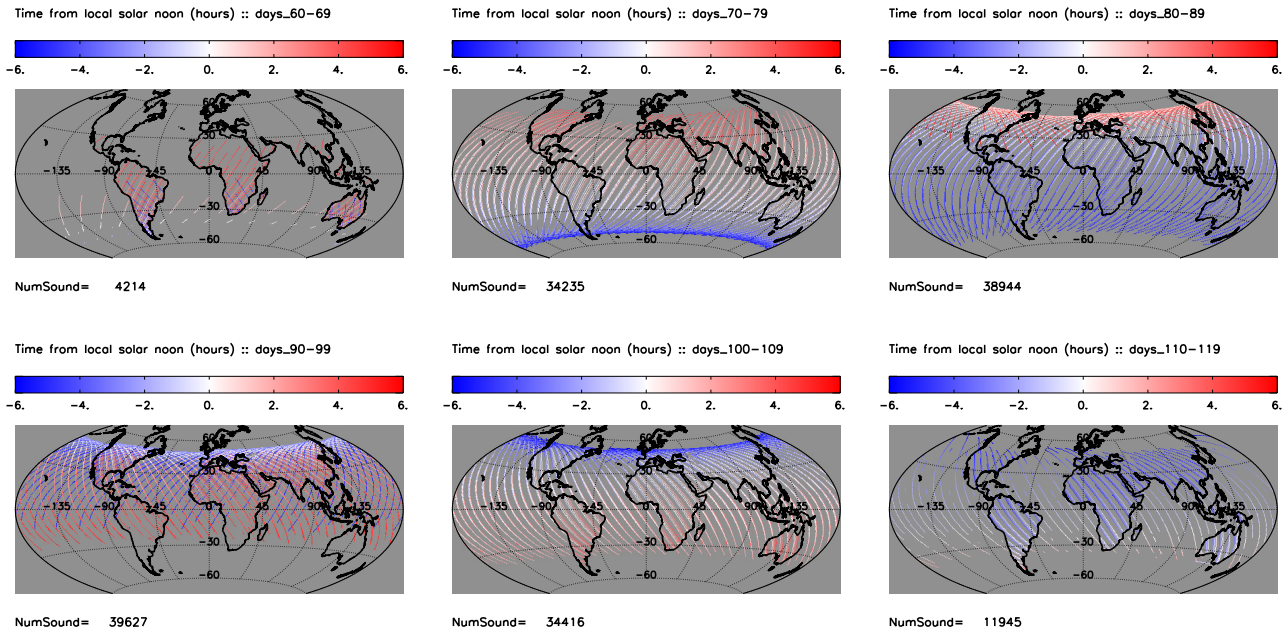 Time from local solar noon (hours) :: days_60-69
-6. -4. -2. 0. 2. 4. 6.
60
30
-135 -90 -45 0 45 90 135
-30
-60
NumSound= 4214
Time from local solar noon (hours) :: days_70-79
-6. -4. -2. 0. 2. 4. 6.
60
30
-135 -90 -45 0 45 90 135
-30
-60
NumSound= 34235
Time from local solar noon (hours) :: days_80-89
-6. -4. -2. 0. 2. 4. 6.
60
30
-135 -90 -45 0 45 90 135
-30
-60
NumSound= 38944
Time from local solar noon (hours) :: days_90-99
-6. -4. -2. 0. 2. 4. 6.
60
30
-135 -90 -45 0 45 90 135
-30
-60
NumSound= 39627
Time from local solar noon (hours) :: days_100-109
-6. -4. -2. 0. 2. 4. 6.
60
30
-135 -90 -45 0 45 90 135
-30
-60
NumSound= 34416
Time from local solar noon (hours) :: days_110-119
-6. -4. -2. 0. 2. 4. 6.
60
30
-135 -90 -45 0 45 90 135
-30
-60
NumSound= 11945